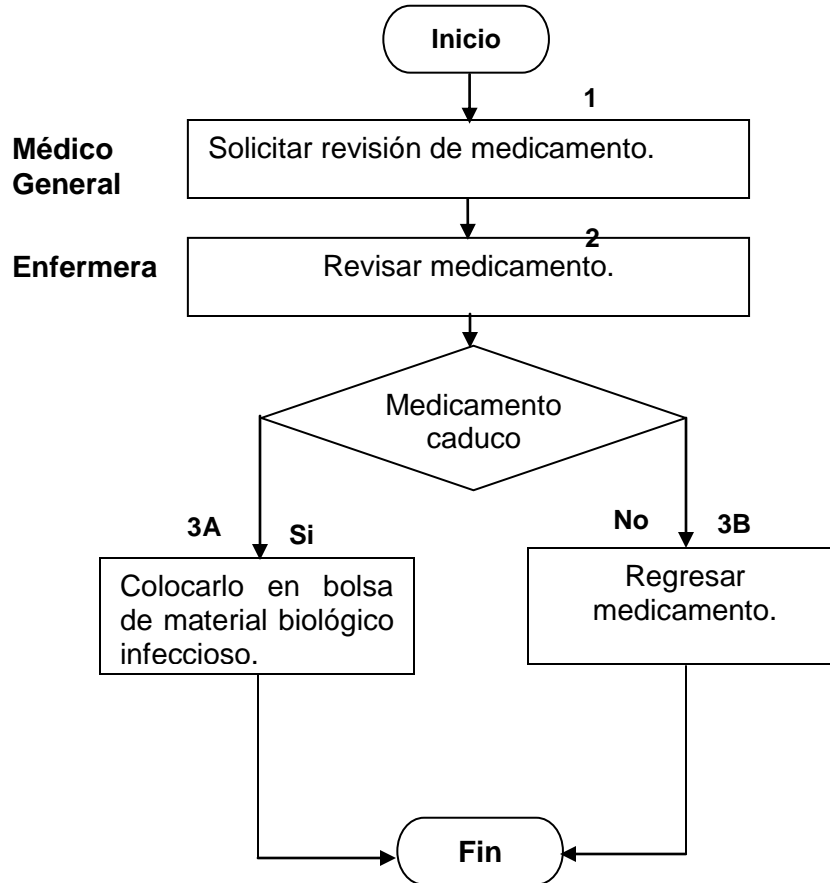 Inicio
1
Médico
General
Solicitar revisión de medicamento.
2
Enfermera
Revisar medicamento.
Medicamento
caduco
3A
Si
No
3B
Colocarlo en bolsa
de material biológico
infeccioso.
Regresar
medicamento.
Fin